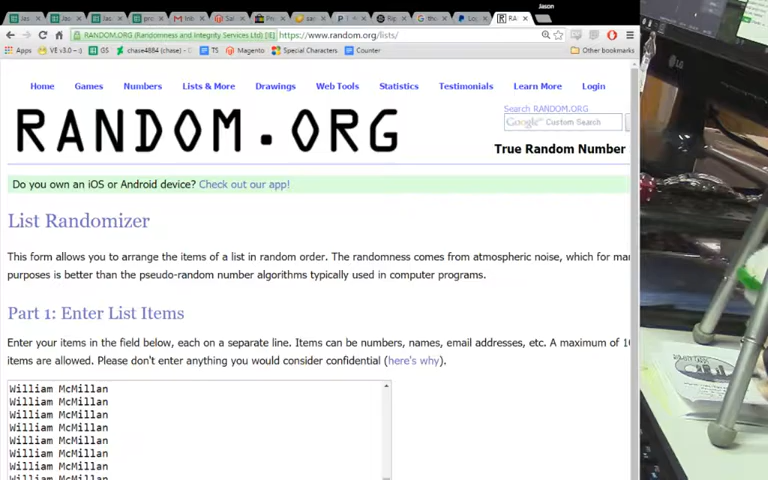 Jason
RANDOM.ORG (Randomness and Integrity Services Ltd) [IE] https://www.random.org/lists/
Apps VE v3.0 -- :) GS chase4884 (chase) - D TS Magento Special Characters Counter Other bookmarks
Home Games Numbers Lists & More Drawings Web Tools Statistics Testimonials Learn More Login
Search RANDOM.ORG
RANDOM.ORG
Google™ Custom Search
True Random Number
Do you own an iOS or Android device? Check out our app!
List Randomizer
This form allows you to arrange the items of a list in random order. The randomness comes from atmospheric noise, which for
purposes is better than the pseudo-random number algorithms typically used in computer programs.
Part 1: Enter List Items
Enter your items in the field below, each on a separate line. Items can be numbers, names, email addresses, etc. A maximum of
items are allowed. Please don't enter anything you would consider confidential (here's why).
William McMillan
William McMillan
William McMillan
William McMillan
William McMillan
William McMillan
William McMillan
William McMillan
LG